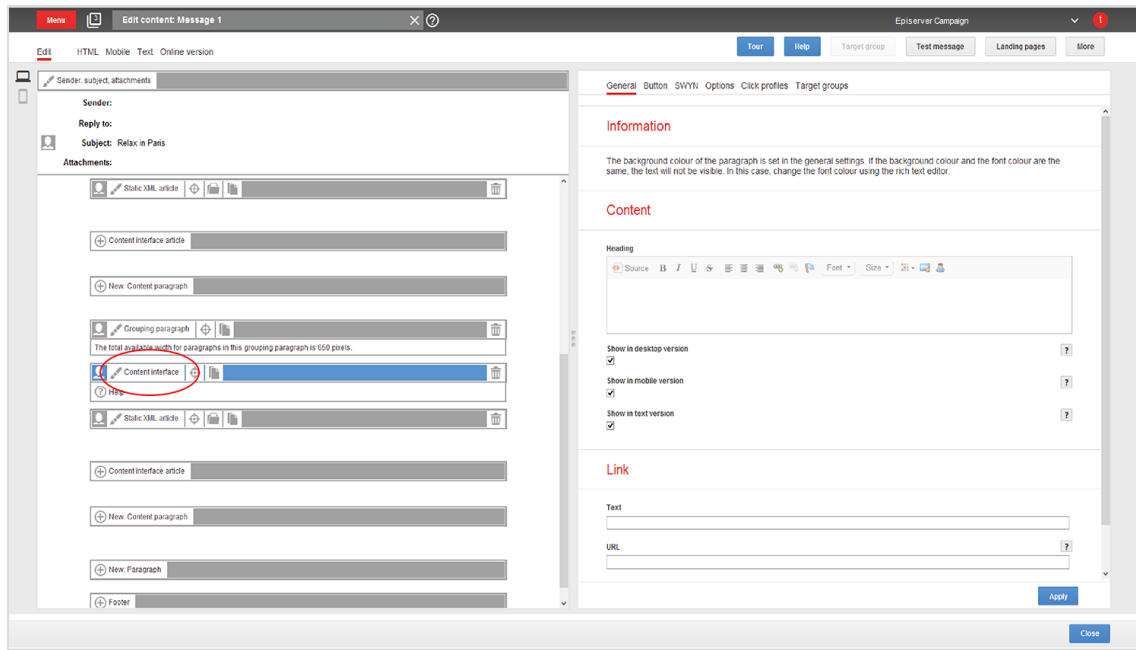 Menu 3 Edit content: Message 1 Episerver Campaign
Edit HTML Mobile Text Online version Tour Help Target group Test message Landing pages More
Sender, subject, attachments
Sender:
Reply to:
Subject: Relax in Paris
Attachments:
Static XML article
Content interface article
New: Content paragraph
Grouping paragraph
The total available width for paragraphs in this grouping paragraph is 650 pixels.
Content interface
Help
Static XML article
Content interface article
New: Content paragraph
New: Paragraph
Footer
General Button SWYN Options Click profiles Target groups
Information
The background colour of the paragraph is set in the general settings. If the background colour and the font colour are the
same, the text will not be visible. In this case, change the font colour using the rich text editor.
Content
Heading
Source B I U S Font Size
Show in desktop version ?
Show in mobile version ?
Show in text version ?
Link
Text
URL ?
Apply
Close